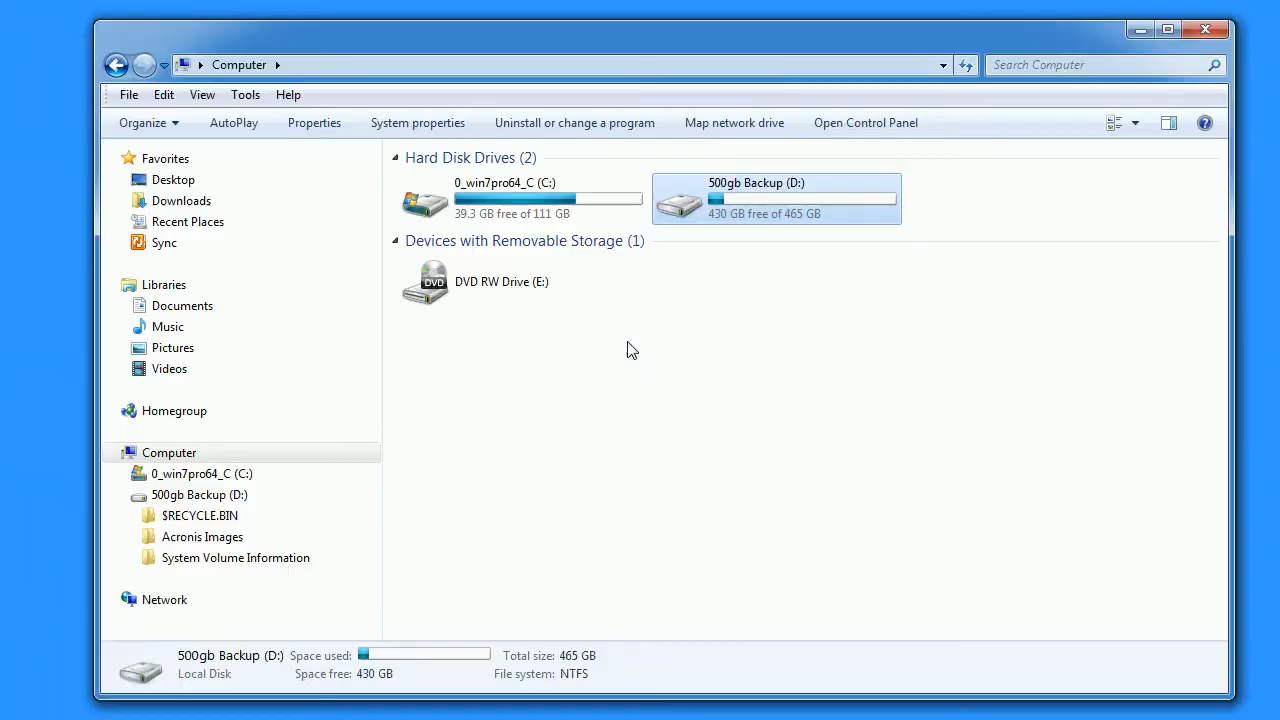 Computer
Search Computer
File Edit View Tools Help
Organize AutoPlay Properties System properties Uninstall or change a program Map network drive Open Control Panel
Favorites
Desktop
Downloads
Recent Places
Sync
Libraries
Documents
Music
Pictures
Videos
Homegroup
Computer
0_win7pro64_C (C:)
500gb Backup (D:)
$RECYCLE.BIN
Acronis Images
System Volume Information
Network
Hard Disk Drives (2)
0_win7pro64_C (C:)
39.3 GB free of 111 GB
500gb Backup (D:)
430 GB free of 465 GB
Devices with Removable Storage (1)
DVD
DVD RW Drive (E:)
500gb Backup (D:) Space used: Total size: 465 GB
Local Disk Space free: 430 GB File system: NTFS